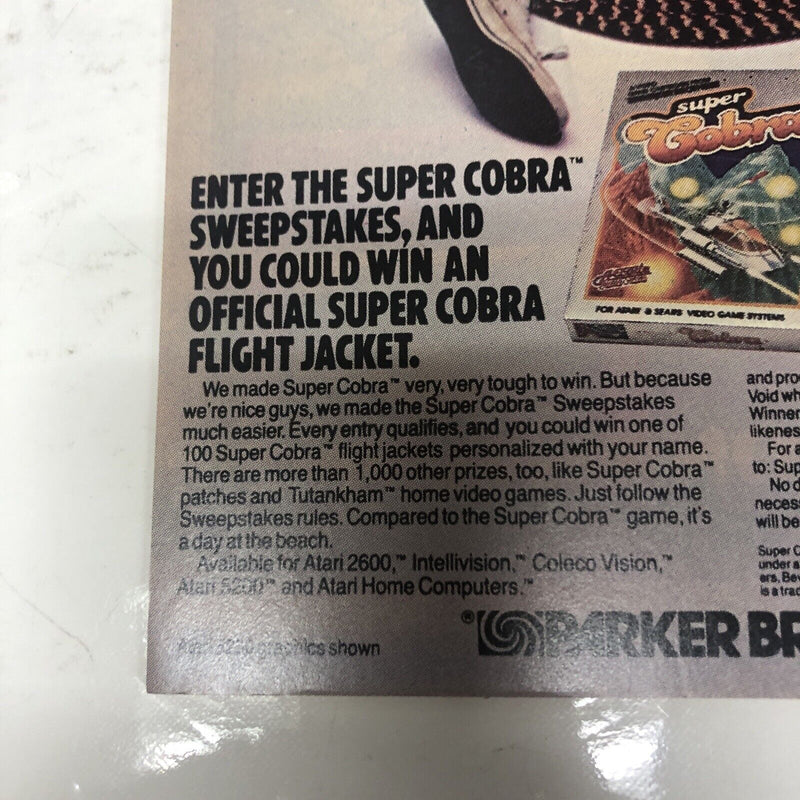 super
Cobra
FOR ATARI & SEARS VIDEO GAME SYSTEMS
Cobra
ENTER THE SUPER COBRA™
SWEEPSTAKES, AND
YOU COULD WIN AN
OFFICIAL SUPER COBRA
FLIGHT JACKET.
We made Super Cobra™ very, very tough to win. But because
we're nice guys, we made the Super Cobra™ Sweepstakes
much easier. Every entry qualifies, and you could win one of
100 Super Cobra™ flight jackets personalized with your name.
There are more than 1,000 other prizes, too, like Super Cobra™
patches and Tutankham™ home video games. Just follow the
Sweepstakes rules. Compared to the Super Cobra™ game, it's
a day at the beach.
Available for Atari 2600,™ Intellivision,™ Coleco Vision,™
Atari 5200™ and Atari Home Computers.™
Atari 5200 graphics shown
and pro
Void wh
Winner
likenes
For a
to: Sup
No d
necess
will be
Super C
under a
ers, Bev
is a trad
® PARKER BR